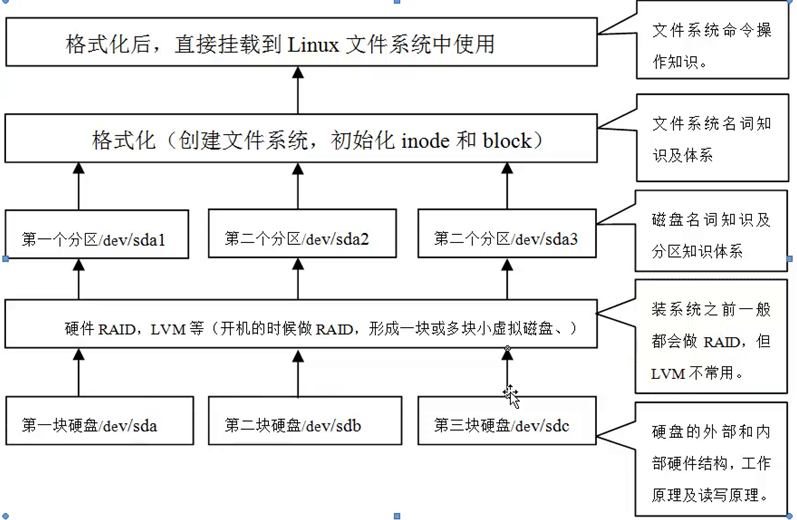 格式化后，直接挂载到 Linux 文件系统中使用
文件系统命令操
作知识。
格式化（创建文件系统，初始化 inode 和 block）
文件系统名词知
识及体系
第一个分区/dev/sda1
第二个分区/dev/sda2
第二个分区/dev/sda3
磁盘名词知识及
分区知识体系
硬件 RAID，LVM 等（开机的时候做 RAID，形成一块或多块小虚拟磁盘、）
装系统之前一般
都会做 RAID，但
LVM 不常用。
第一块硬盘/dev/sda
第二块硬盘/dev/sdb
第三块硬盘/dev/sdc
硬盘的外部和内
部硬件结构，工作
原理及读写原理。